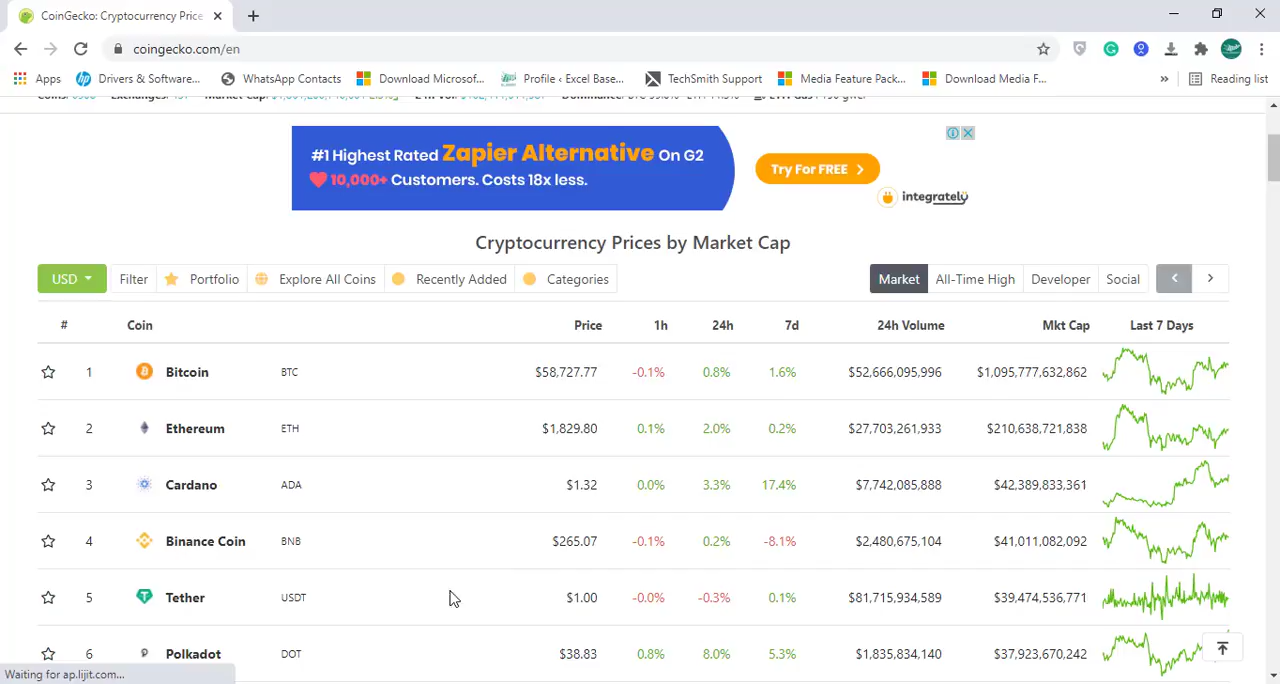 CoinGecko: Cryptocurrency Price
coingecko.com/en
Apps Drivers & Software... WhatsApp Contacts Download Microsof... Profile ‹ Excel Base... TechSmith Support Media Feature Pack... Download Media F... » Reading list
#1 Highest Rated Zapier Alternative On G2
10,000+ Customers. Costs 18x less.
Try For FREE
integrately
Cryptocurrency Prices by Market Cap
USD Filter Portfolio Explore All Coins Recently Added Categories Market All-Time High Developer Social
# Coin Price 1h 24h 7d 24h Volume Mkt Cap Last 7 Days
1 Bitcoin BTC $58,727.77 -0.1% 0.8% 1.6% $52,666,095,996 $1,095,777,632,862
2 Ethereum ETH $1,829.80 0.1% 2.0% 0.2% $27,703,261,933 $210,638,721,838
3 Cardano ADA $1.32 0.0% 3.3% 17.4% $7,742,085,888 $42,389,833,361
4 Binance Coin BNB $265.07 -0.1% 0.2% -8.1% $2,480,675,104 $41,011,082,092
5 Tether USDT $1.00 -0.0% -0.3% 0.1% $81,715,934,589 $39,474,536,771
6 Polkadot DOT $38.83 0.8% 8.0% 5.3% $1,835,834,140 $37,923,670,242
Waiting for ap.lijit.com...